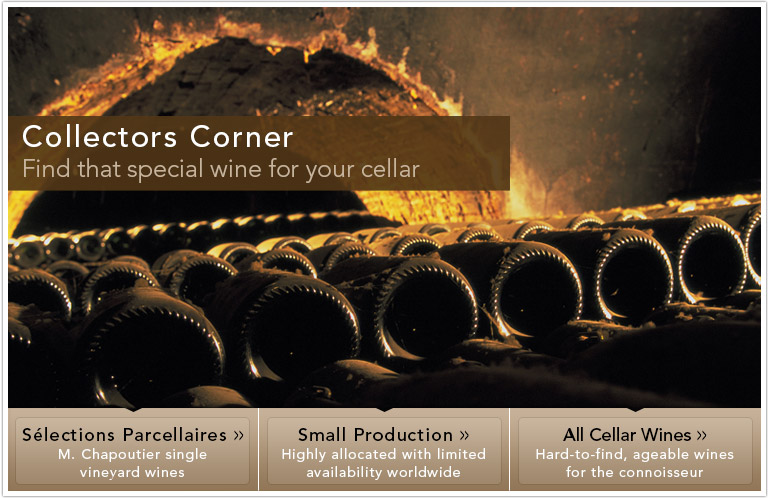 Collectors Corner
Find that special wine for your cellar
Sélections Parcellaires »
M. Chapoutier single
vineyard wines
Small Production »
Highly allocated with limited
availability worldwide
All Cellar Wines »
Hard-to-find, ageable wines
for the connoisseur